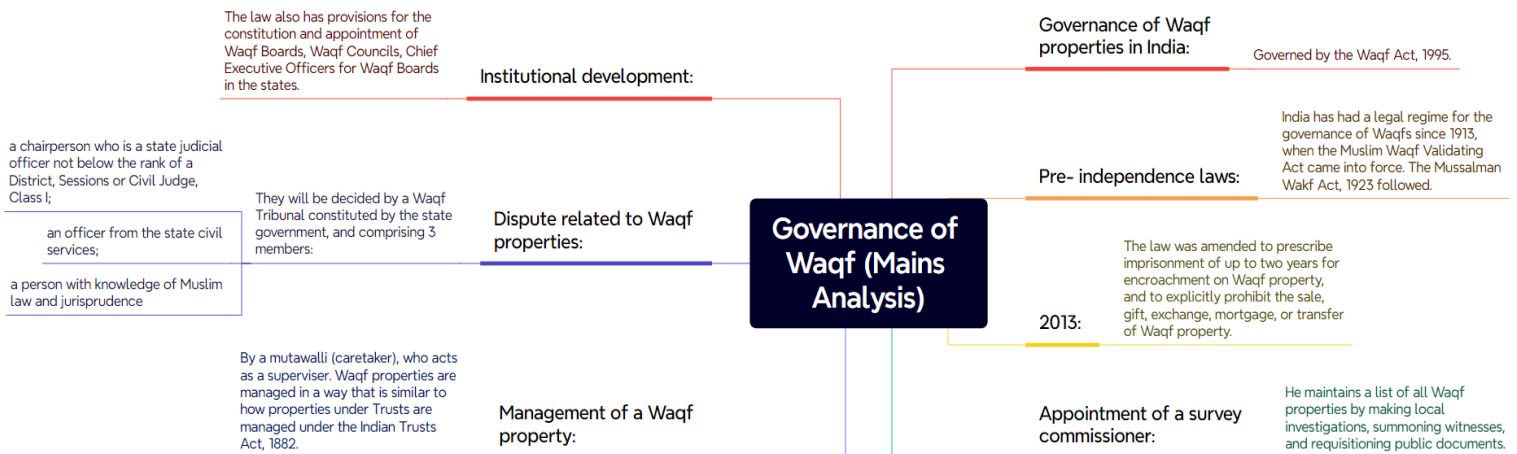 The law also has provisions for the
constitution and appointment of
Waqf Boards, Waqf Councils, Chief
Executive Officers for Waqf Boards
in the states.
Institutional development:
a chairperson who is a state judicial
officer not below the rank of a
District, Sessions or Civil Judge,
Class I;
an officer from the state civil
services;
a person with knowledge of Muslim
law and jurisprudence
They will be decided by a Waqf
Tribunal constituted by the state
government, and comprising 3
members:
Dispute related to Waqf
properties:
By a mutawalli (caretaker), who acts
as a superviser. Waqf properties are
managed in a way that is similar to
how properties under Trusts are
managed under the Indian Trusts
Act, 1882.
Management of a Waqf
property:
Governance of
Waqf (Mains
Analysis)
Governance of Waqf
properties in India:
Governed by the Waqf Act, 1995.
Pre- independence laws:
India has had a legal regime for the
governance of Waqfs since 1913,
when the Muslim Waqf Validating
Act came into force. The Mussalman
Wakf Act, 1923 followed.
2013:
The law was amended to prescribe
imprisonment of up to two years for
encroachment on Waqf property,
and to explicitly prohibit the sale,
gift, exchange, mortgage, or transfer
of Waqf property.
Appointment of a survey
commissioner:
He maintains a list of all Waqf
properties by making local
investigations, summoning witnesses,
and requisitioning public documents.